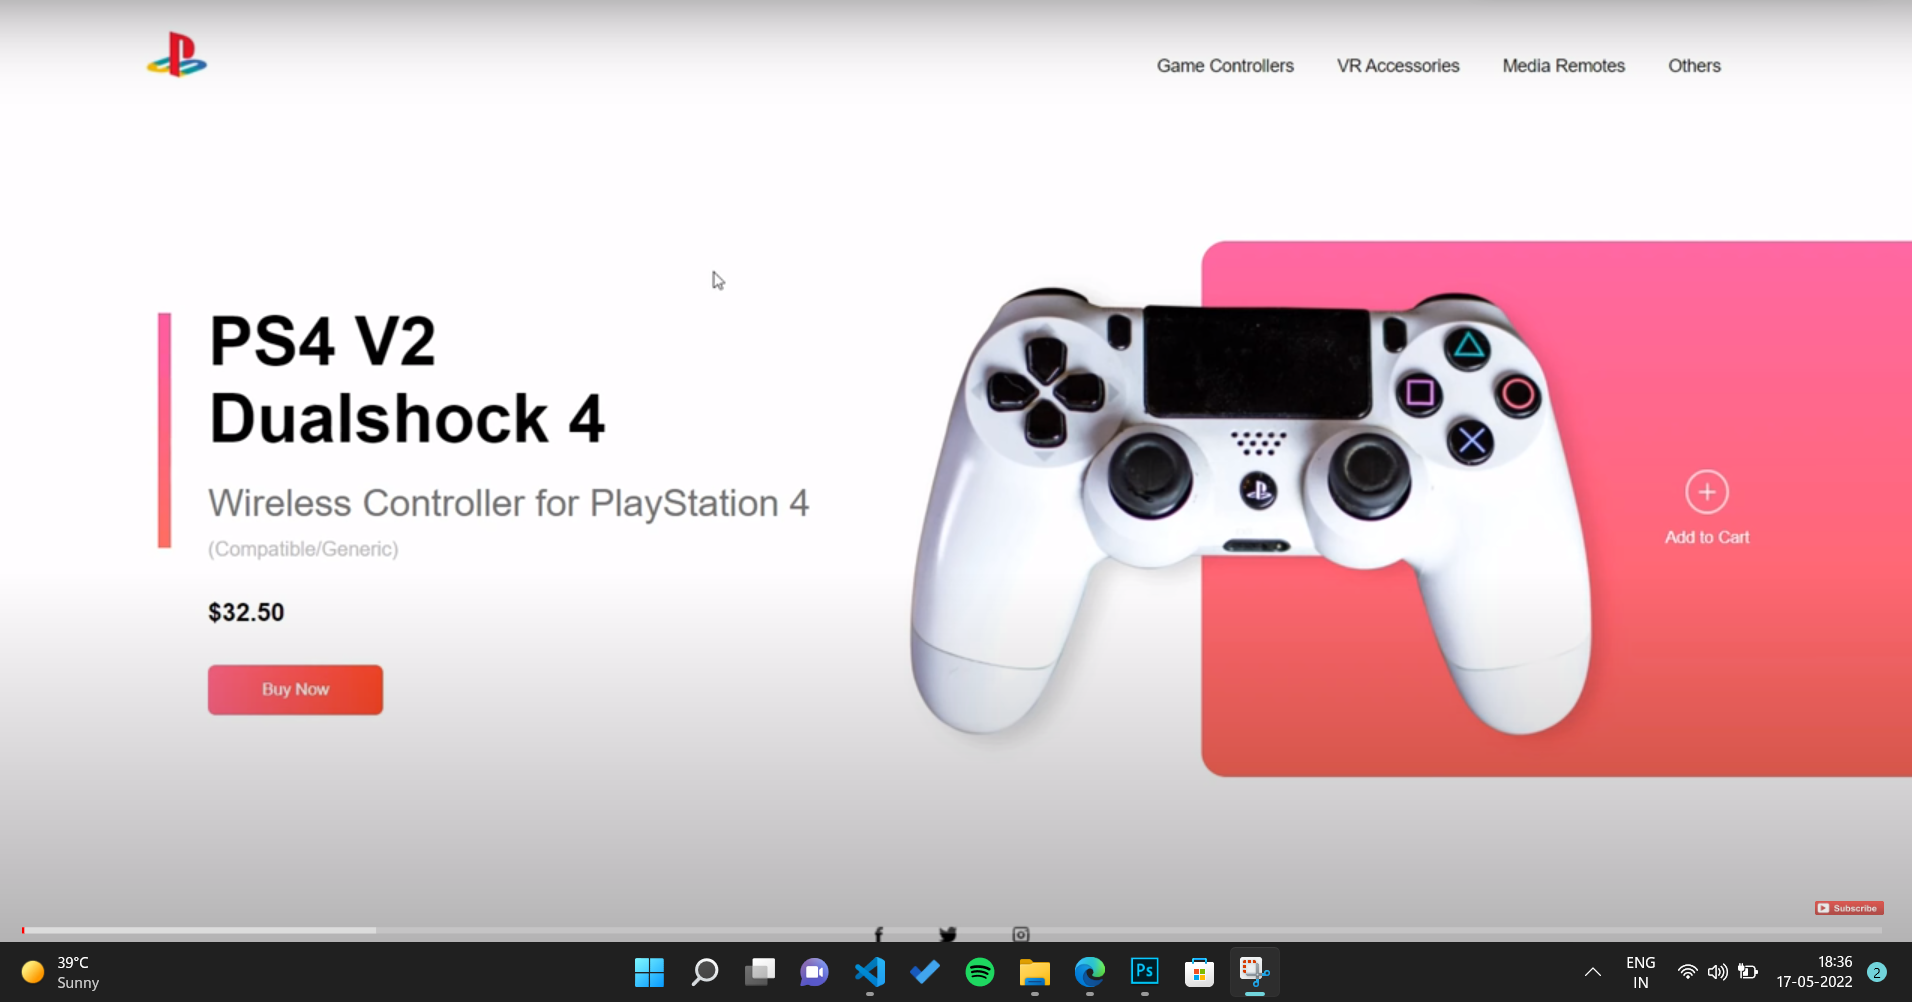 Game Controllers VR Accessories Media Remotes Others
PS4 V2
Dualshock 4
Wireless Controller for PlayStation 4
(Compatible/Generic)
$32.50
Buy Now
Add to Cart
Subscribe
39°C
Sunny
Ps
ENG
IN
18:36
17-05-2022
2